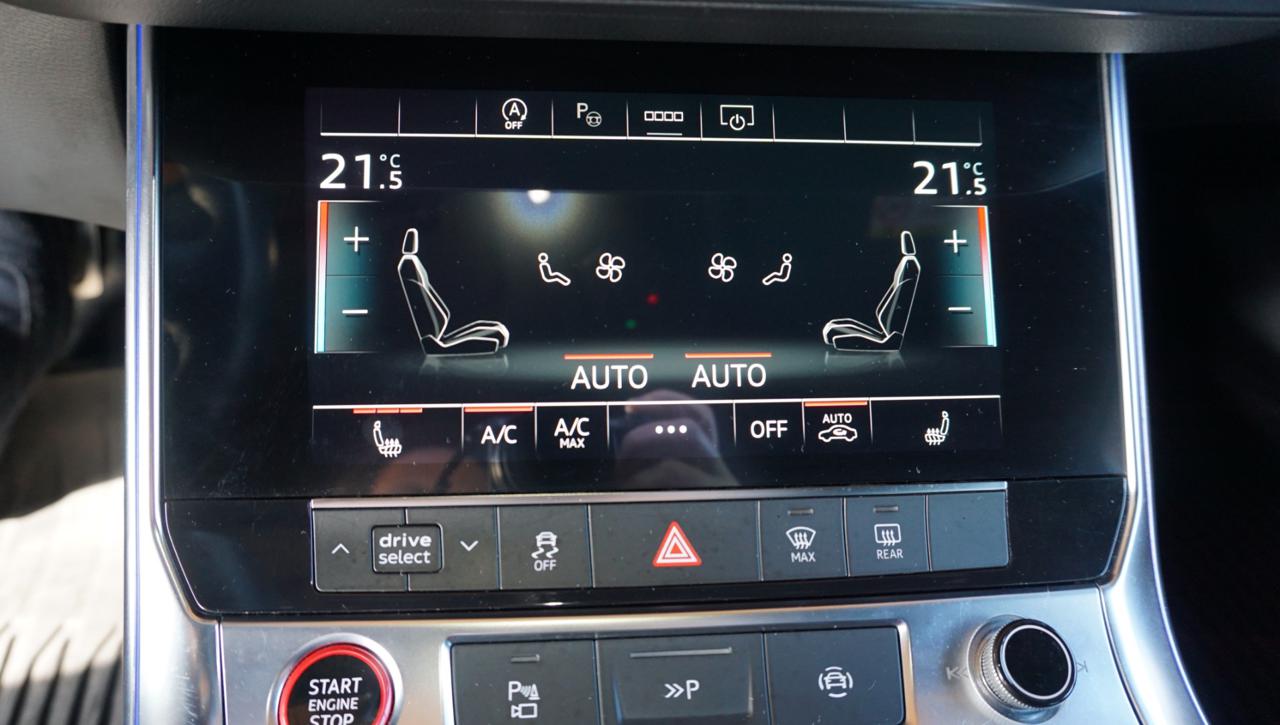 A
OFF
P
21.5 °C
21.5 °C
+
+
−
−
AUTO AUTO
A/C
A/C
MAX
OFF
AUTO
drive
select
OFF
MAX
REAR
START
ENGINE
STOP
P
>>P